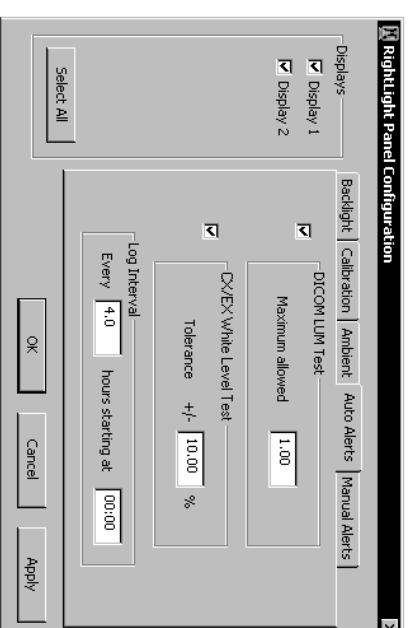 RightLight Panel Configuration
Displays
Display 1
Display 2
Select All
Backlight
Calibration
Ambient
Auto Alerts
Manual Alerts
DICOM LUM Test
Maximum allowed 1.00
CX/EX White Level Test
Tolerance +/- 10.00 %
Log Interval
Every 4.0 hours starting at 00:00
OK
Cancel
Apply